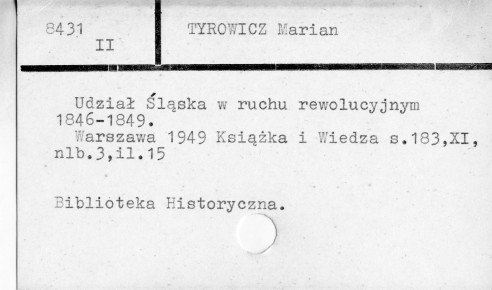 8431 TYROWICZ Marian
II
Udział Śląska w ruchu rewolucyjnym
1846-1849.
Warszawa 1949 Książka i Wiedza s.183,XI,
nlb.3,il.15
Biblioteka Historyczna.